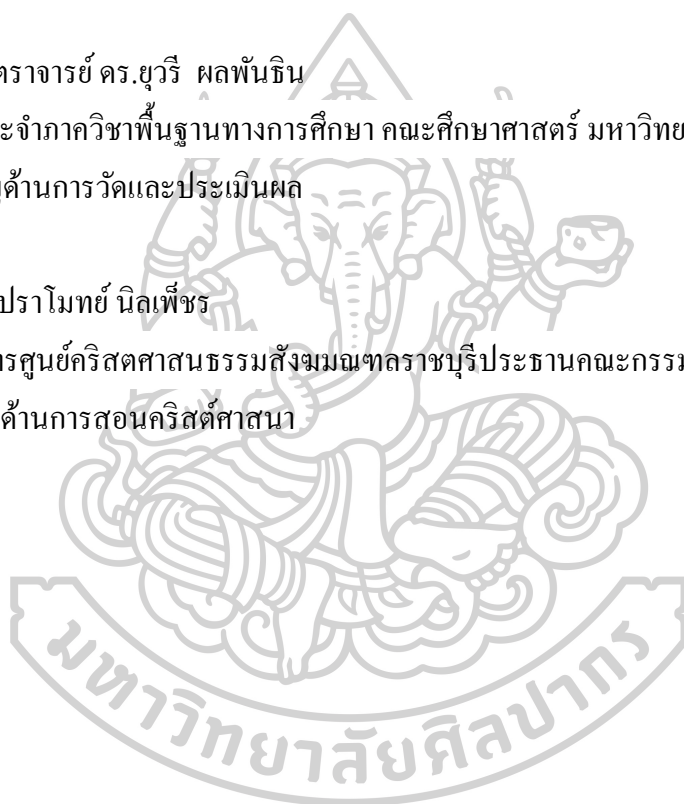 ตราจารย์ ดร.ยุวรี ผลพันธิน
ะจำภาควิชาพื้นฐานทางการศึกษา คณะศึกษาศาสตร์ มหาวิทย
ด้านการวัดและประเมินผล
ปราโมทย์ นิลเพ็ชร
ารศูนย์คริสตศาสนธรรมสังฆมณฑลราชบุรีประธานคณะกรรม
ด้านการสอนคริสต์ศาสนา
มหาวิทยาลัยศิลปากร